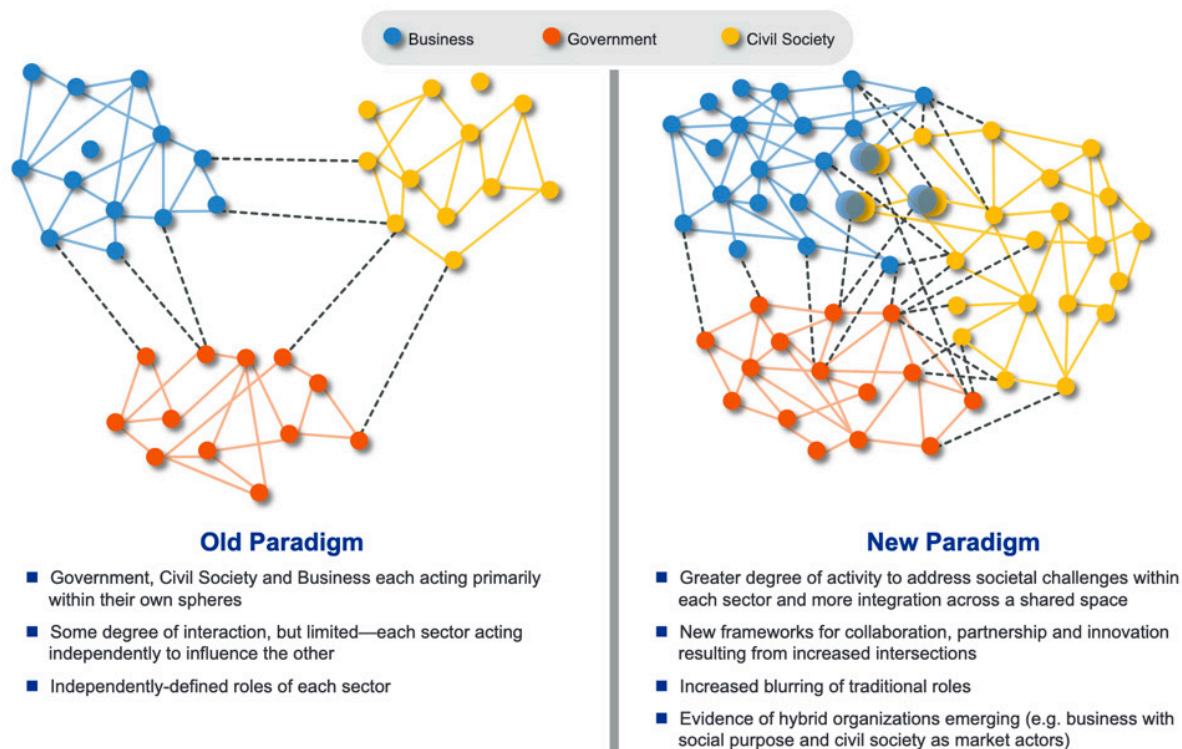 Business
Government
Civil Society
Old Paradigm
■ Government, Civil Society and Business each acting primarily
within their own spheres
■ Some degree of interaction, but limited—each sector acting
independently to influence the other
■ Independently-defined roles of each sector
New Paradigm
■ Greater degree of activity to address societal challenges within
each sector and more integration across a shared space
■ New frameworks for collaboration, partnership and innovation
resulting from increased intersections
■ Increased blurring of traditional roles
■ Evidence of hybrid organizations emerging (e.g. business with
social purpose and civil society as market actors)